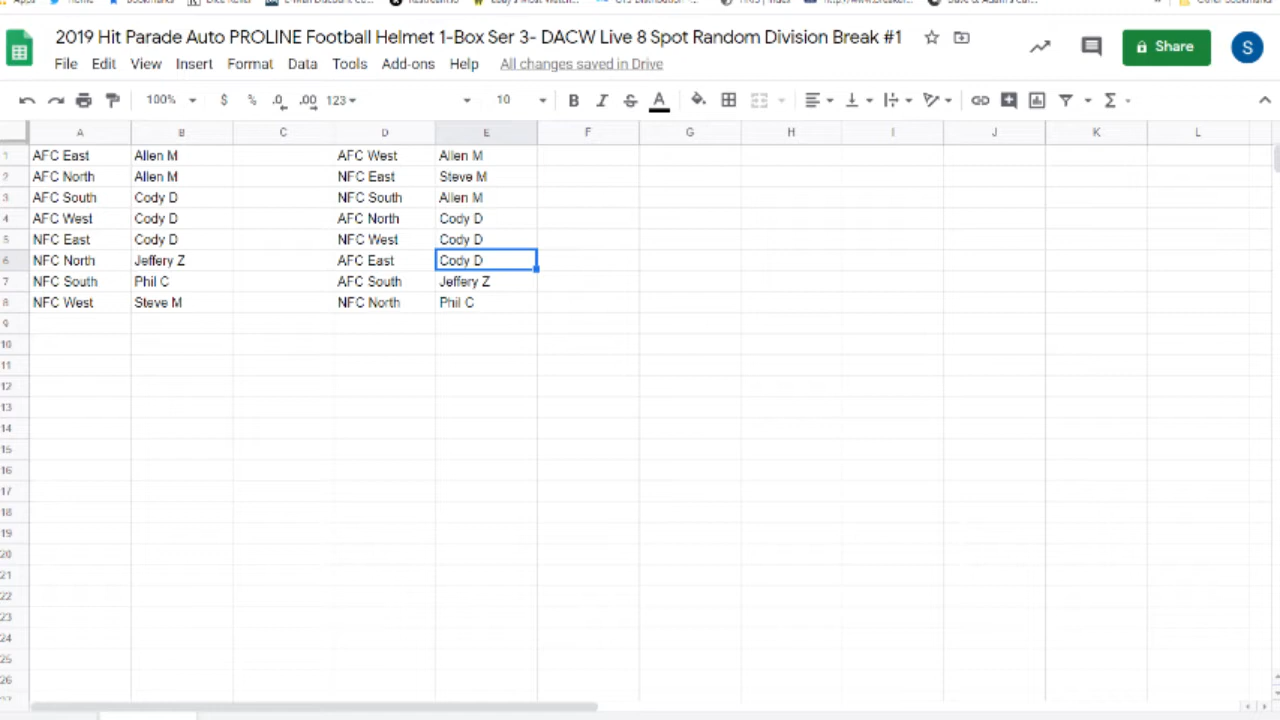 2019 Hit Parade Auto PROLINE Football Helmet 1-Box Ser 3- DACW Live 8 Spot Random Division Break #1
Share
S
File Edit View Insert Format Data Tools Add-ons Help All changes saved in Drive
100% $ % .0 .00 123 10 B I S A
A B C D E F G H I J K L
1 AFC East Allen M AFC West Allen M
2 AFC North Allen M NFC East Steve M
3 AFC South Cody D NFC South Allen M
4 AFC West Cody D AFC North Cody D
5 NFC East Cody D NFC West Cody D
6 NFC North Jeffery Z AFC East Cody D
7 NFC South Phil C AFC South Jeffery Z
8 NFC West Steve M NFC North Phil C
9
10
11
12
13
14
15
16
17
18
19
20
21
22
23
24
25
26